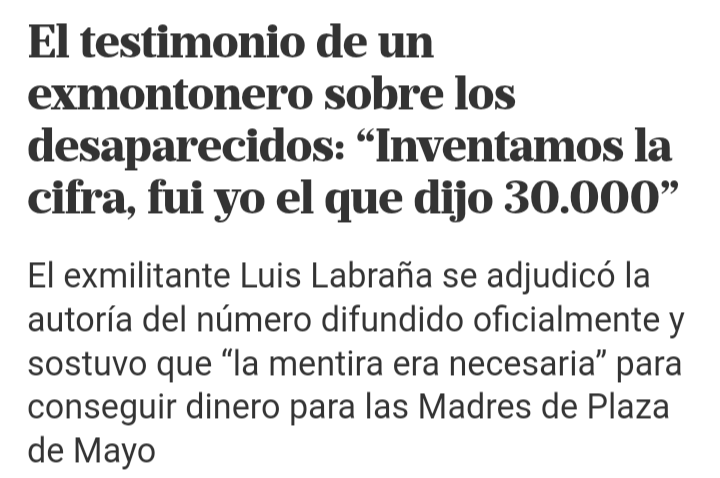 El testimonio de un
exmontonero sobre los
desaparecidos: “Inventamos la
cifra, fui yo el que dijo 30.000”
El exmilitante Luis Labraña se adjudicó la
autoría del número difundido oficialmente y
sostuvo que “la mentira era necesaria” para
conseguir dinero para las Madres de Plaza
de Mayo